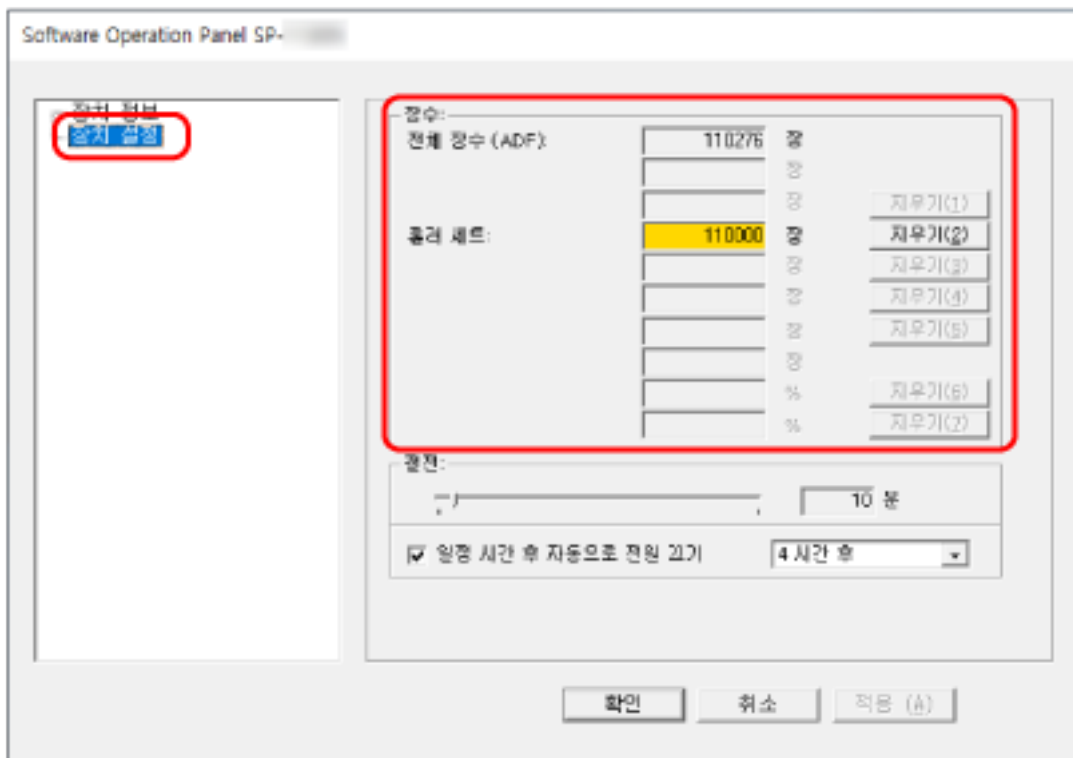 Software Operation Panel SP-
장치 정보
장치 설정
장수:
전체 장수 (ADF): 110276 장
장
장 지우기(1)
롤러 세트: 110000 장 지우기(2)
장 지우기(3)
장 지우기(4)
장 지우기(5)
장
% 지우기(6)
% 지우기(7)
절전:
10 분
일정 시간 후 자동으로 전원 끄기 4 시간 후
확인 취소 적용 (A)